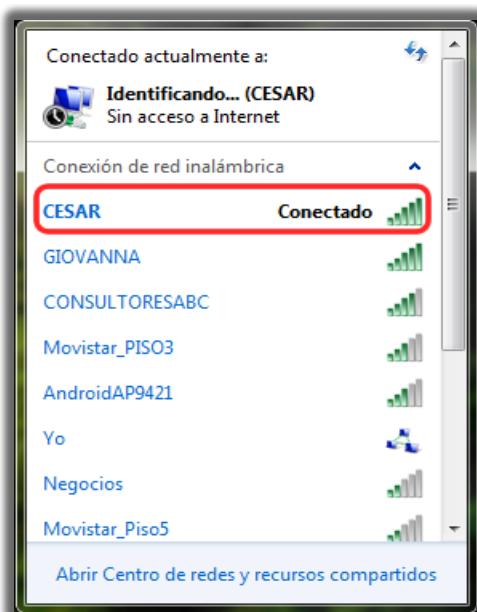 Conectado actualmente a:
Identificando... (CESAR)
Sin acceso a Internet
Conexión de red inalámbrica
CESAR Conectado
GIOVANNA
CONSULTORESABC
Movistar_PISO3
AndroidAP9421
Yo
Negocios
Movistar_Piso5
Abrir Centro de redes y recursos compartidos